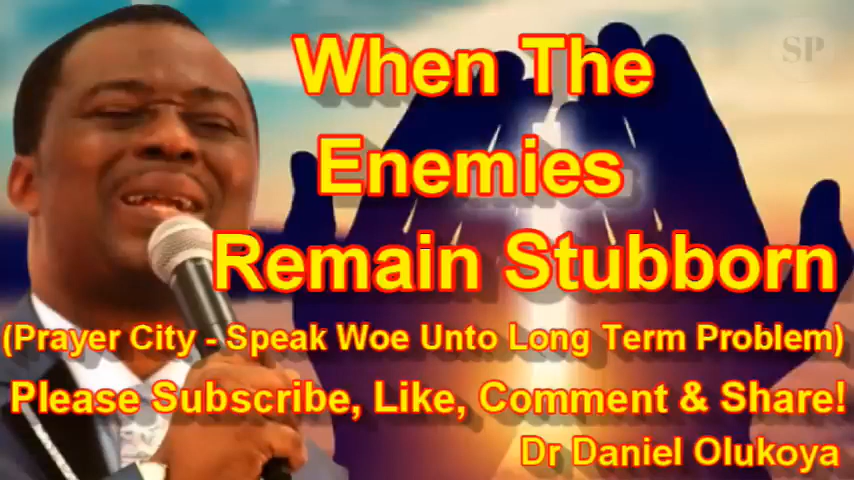 SP
When The
Enemies
Remain Stubborn
(Prayer City - Speak Woe Unto Long Term Problem)
Please Subscribe, Like, Comment & Share!
Dr Daniel Olukoya